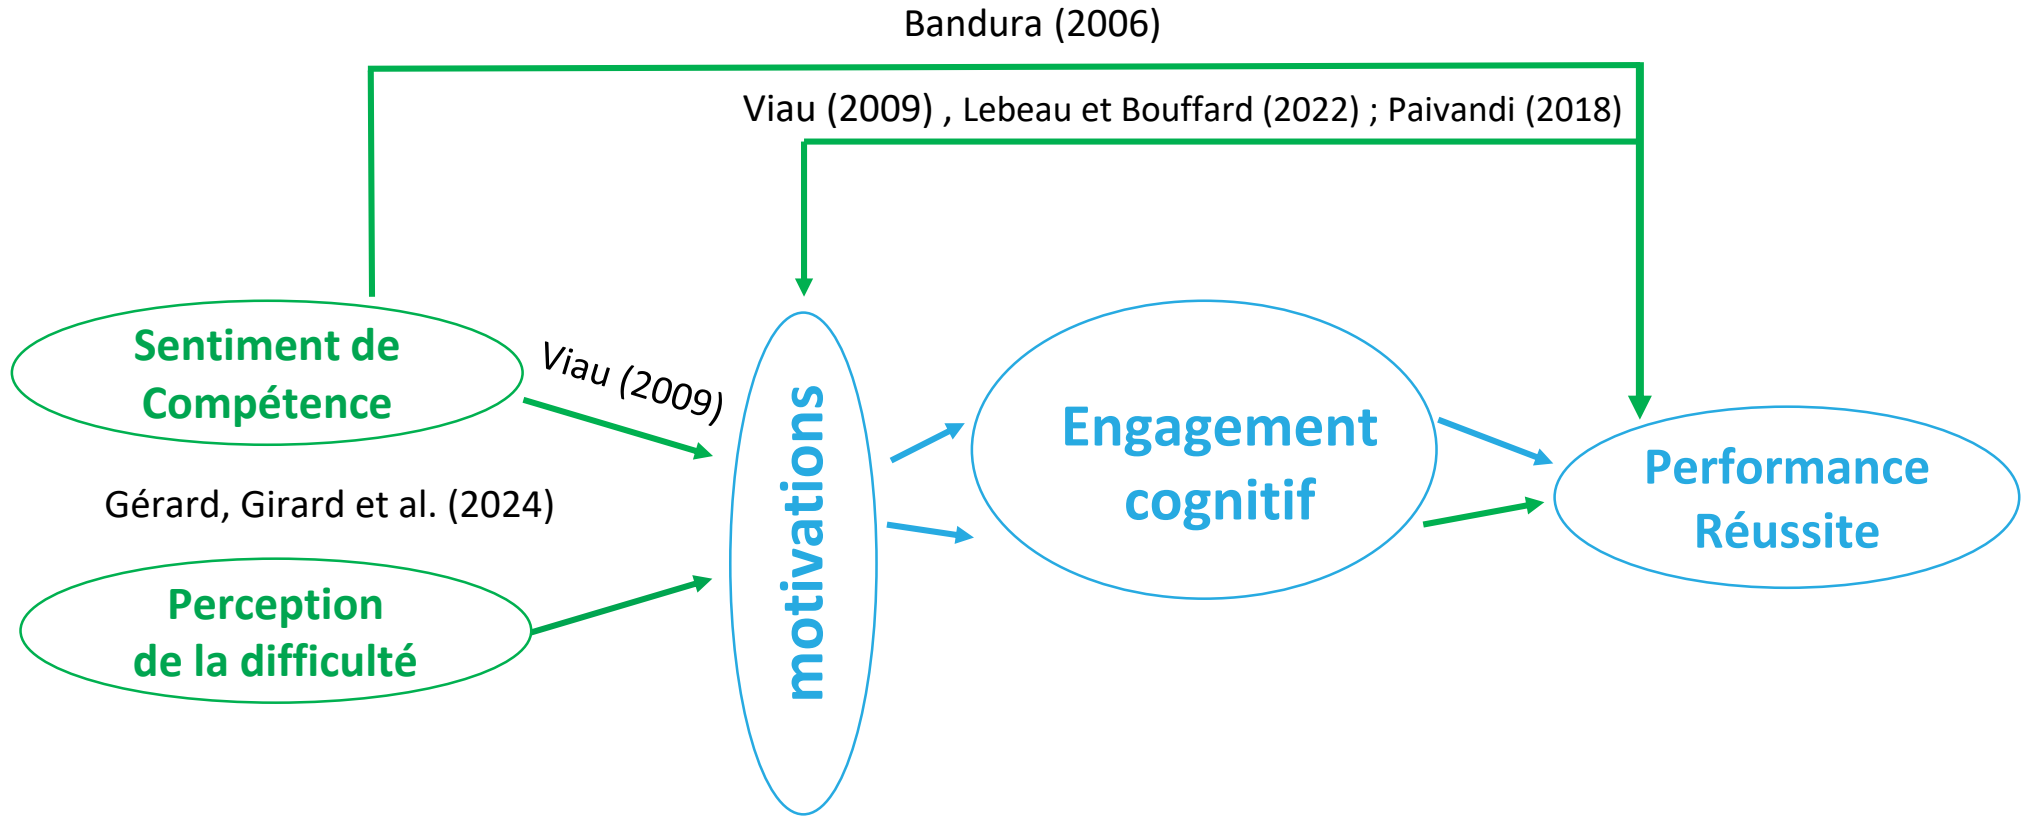 Bandura (2006)
Viau (2009) , Lebeau et Bouffard (2022) ; Paivandi (2018)
Sentiment de
Compétence
Viau (2009)
Gérard, Girard et al. (2024)
Perception
de la difficulté
motivations
Engagement
cognitif
Performance
Réussite